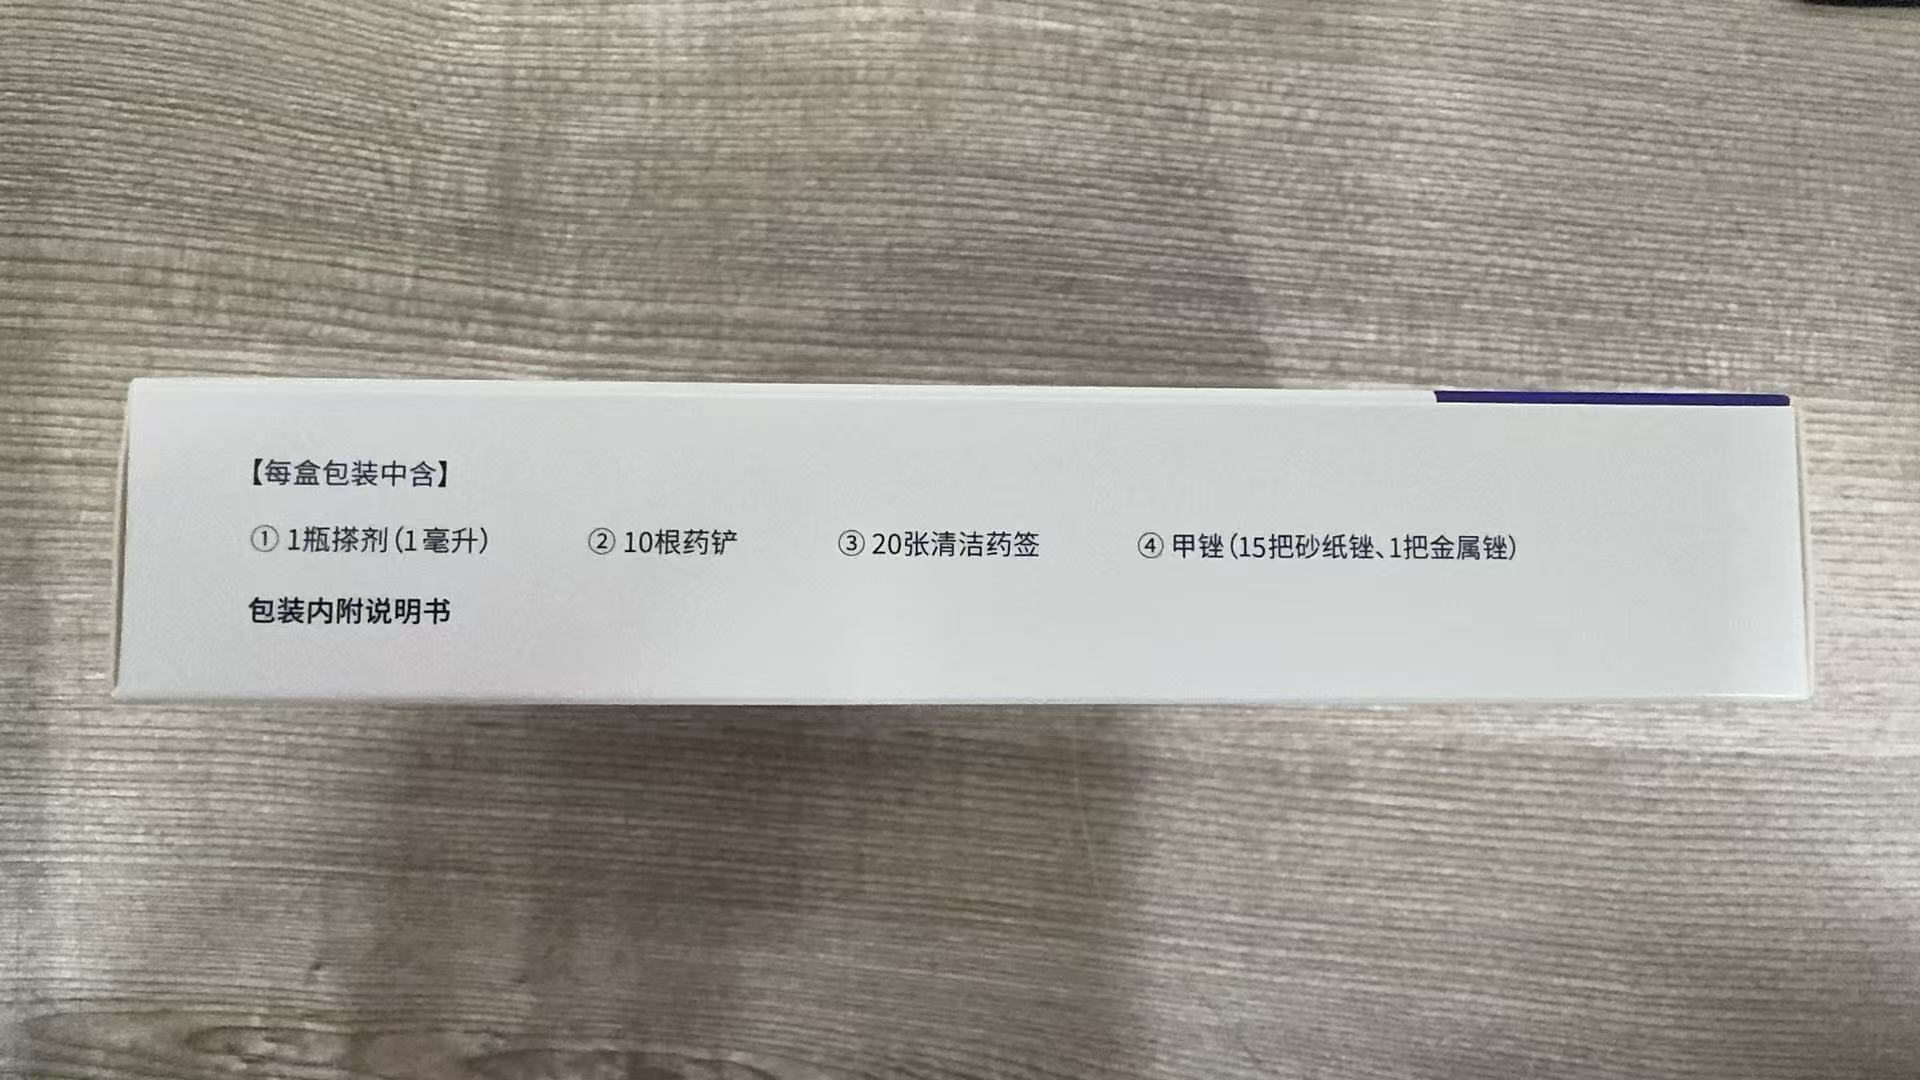 【每盒包装中含】
① 1瓶搽剂（1毫升） ② 10根药铲 ③ 20张清洁药签 ④ 甲锉（15把砂纸锉、1把金属锉）
包装内附说明书